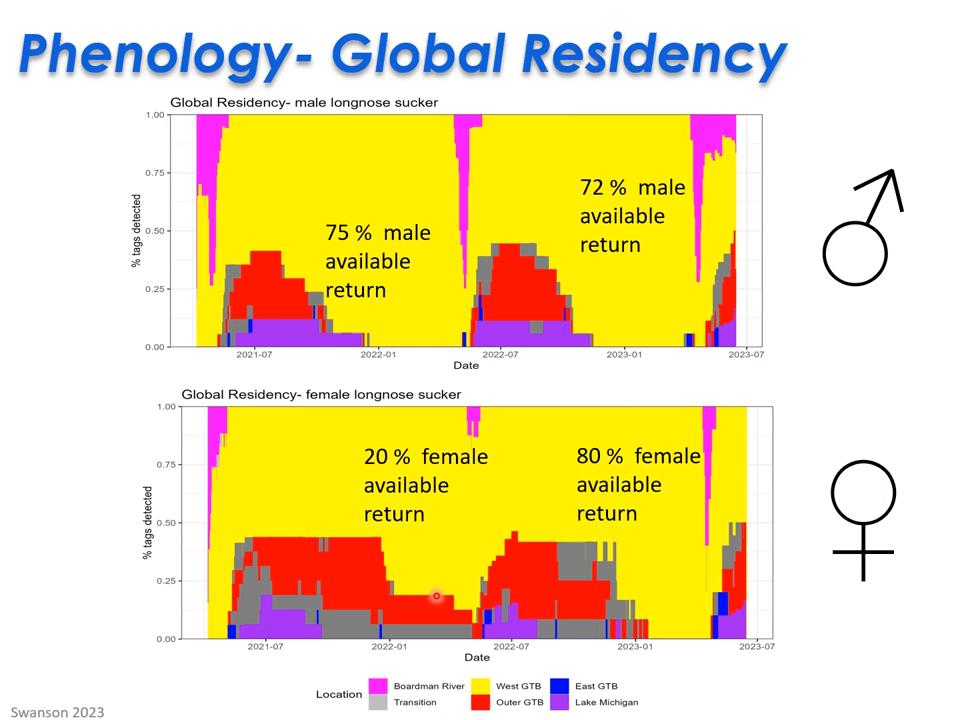 Phenology- Global Residency
Global Residency- male longnose sucker
1.00
0.75
0.50
0.25
0.00
% tags detected
75 % male
available
return
72 % male
available
return
2021-07
2022-01
2022-07
2023-01
2023-07
Date
Global Residency- female longnose sucker
1.00
0.75
0.50
0.25
0.00
% tags detected
20 % female
available
return
80 % female
available
return
2021-07
2022-01
2022-07
2023-01
2023-07
Date
Location
Boardman River
West GTB
East GTB
Transition
Outer GTB
Lake Michigan
Swanson 2023